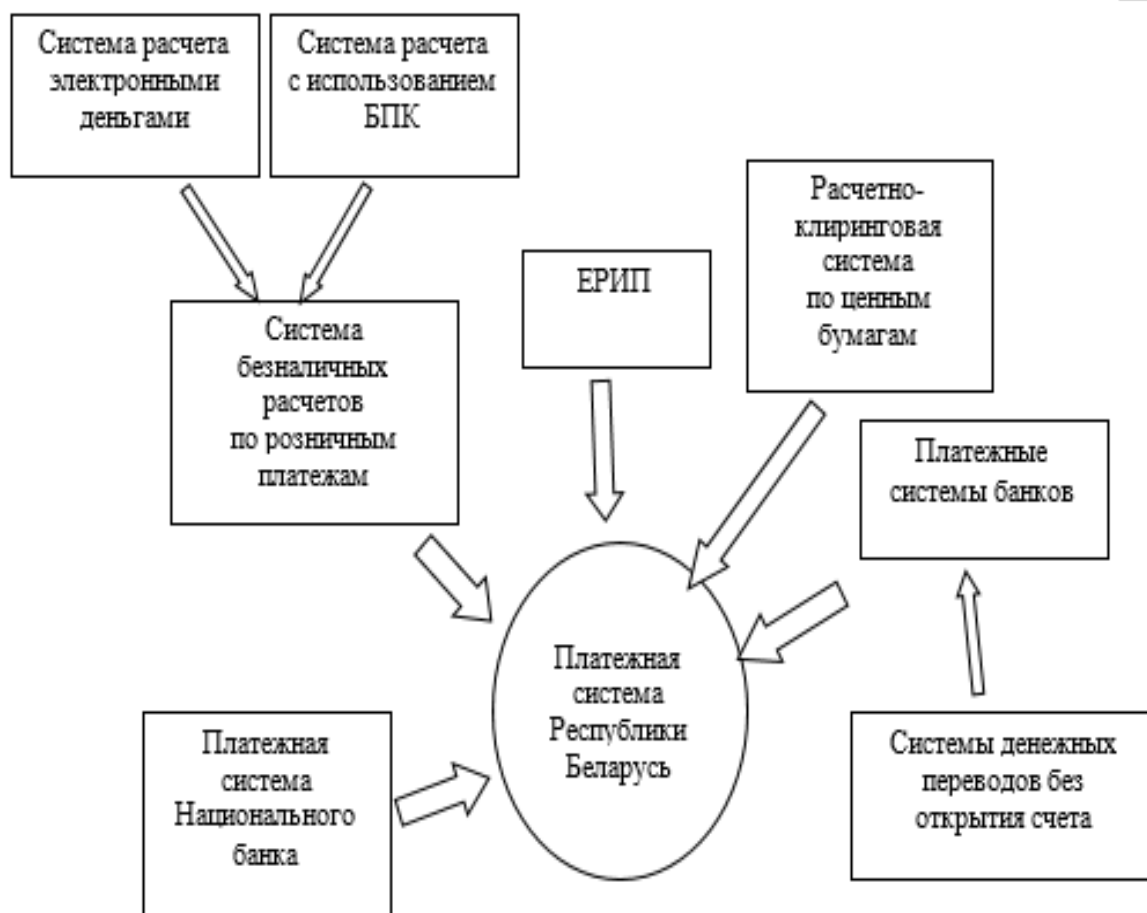 Система расчета
электронными
деньгами
Система расчета
с использованием
БПК
Расчетно-
клиринговая
система
по ценным
бумагам
ЕРИП
Система
безналичных
расчетов
по розничным
платежам
Платежные
системы банков
Платежная
система
Республики
Беларусь
Платежная
система
Национального
банка
Системы денежных
переводов без
открытия счета